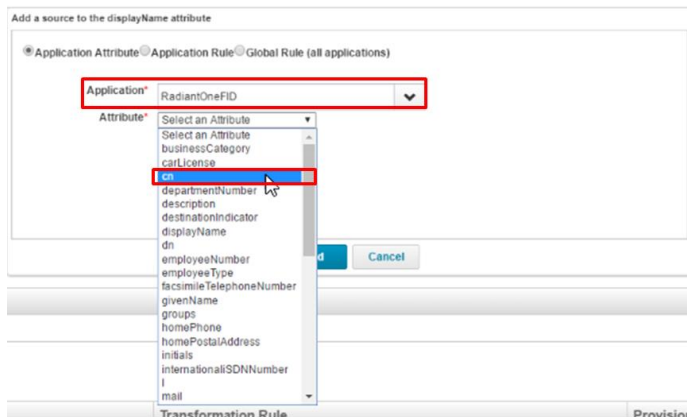 Add a source to the displayName attribute
Application Attribute Application Rule Global Rule (all applications)
Application* RadiantOneFID
Attribute* Select an Attribute
Select an Attribute
businessCategory
carLicense
cn
departmentNumber
description
destinationIndicator
displayName
dn
employeeNumber
employeeType
facsimileTelephoneNumber
givenName
groups
homePhone
homePostalAddress
initials
internationaliSDNNumber
l
mail
d Cancel
Transformation Rule Provision